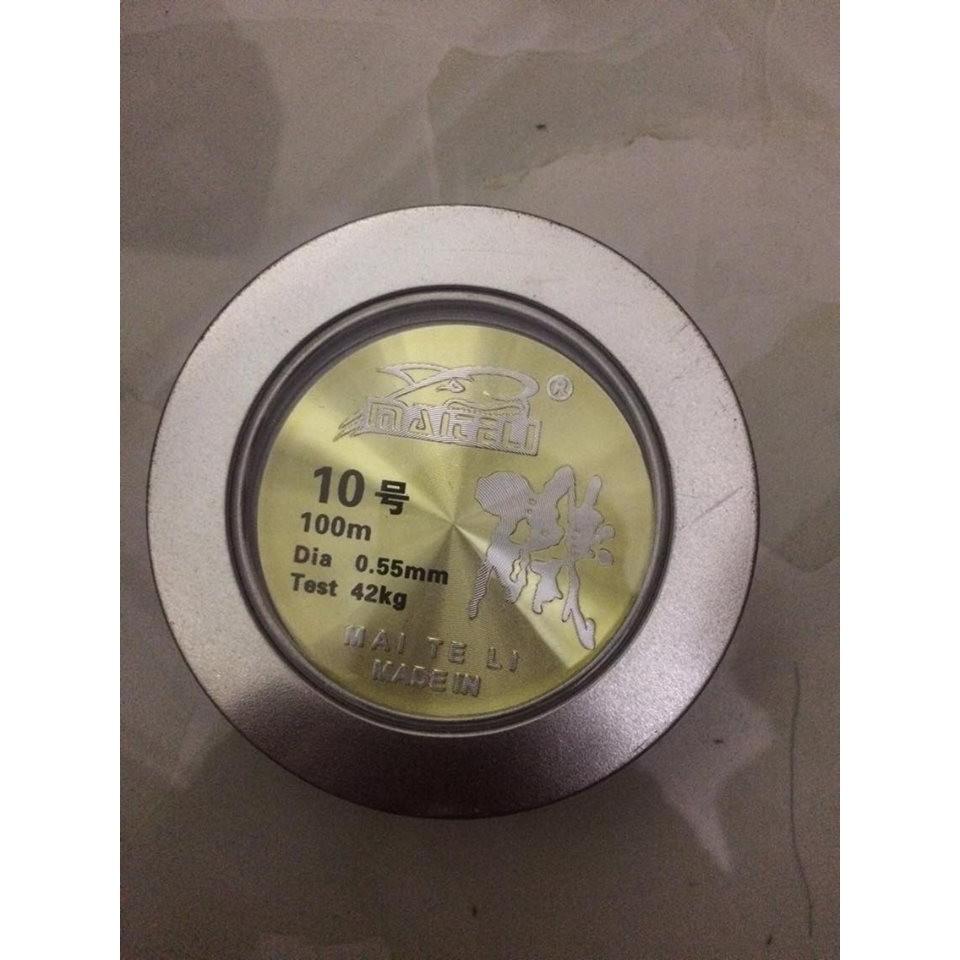 MAITELI ®
10号
100m
Dia 0.55mm
Test 42kg
MAI TE LI
MADE IN